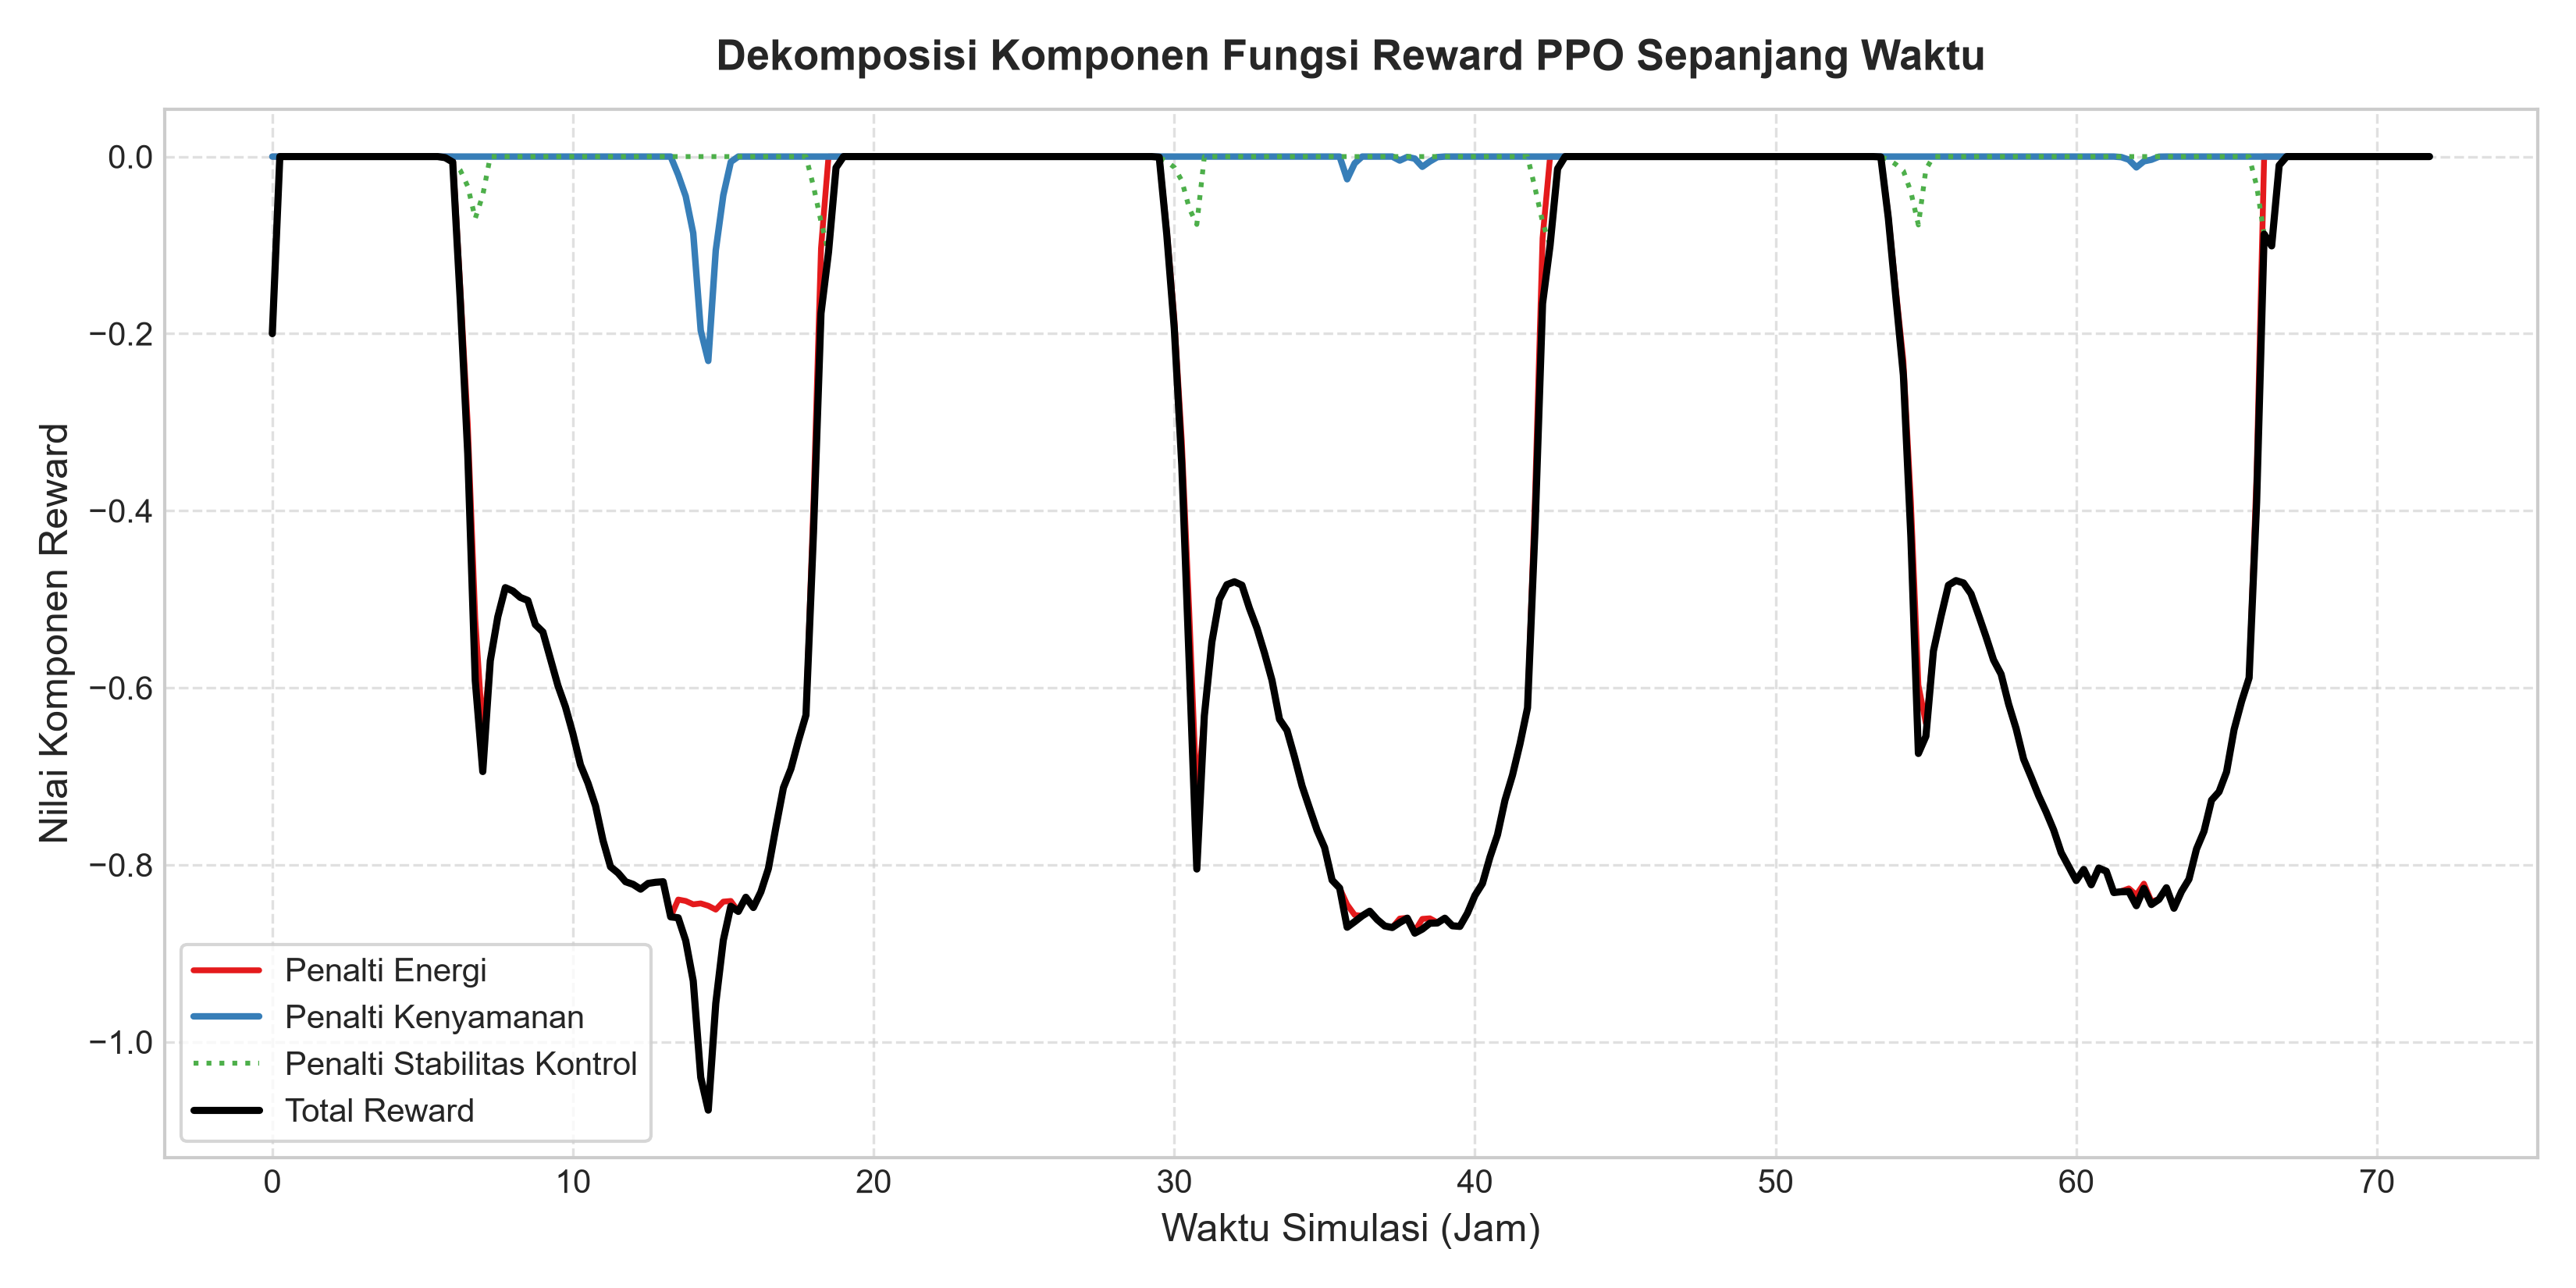 Dekomposisi Komponen Fungsi Reward PPO Sepanjang Waktu
Nilai Komponen Reward
0.0
−0.2
−0.4
−0.6
−0.8
−1.0
Penalti Energi
Penalti Kenyamanan
Penalti Stabilitas Kontrol
Total Reward
0 10 20 30 40 50 60 70
Waktu Simulasi (Jam)